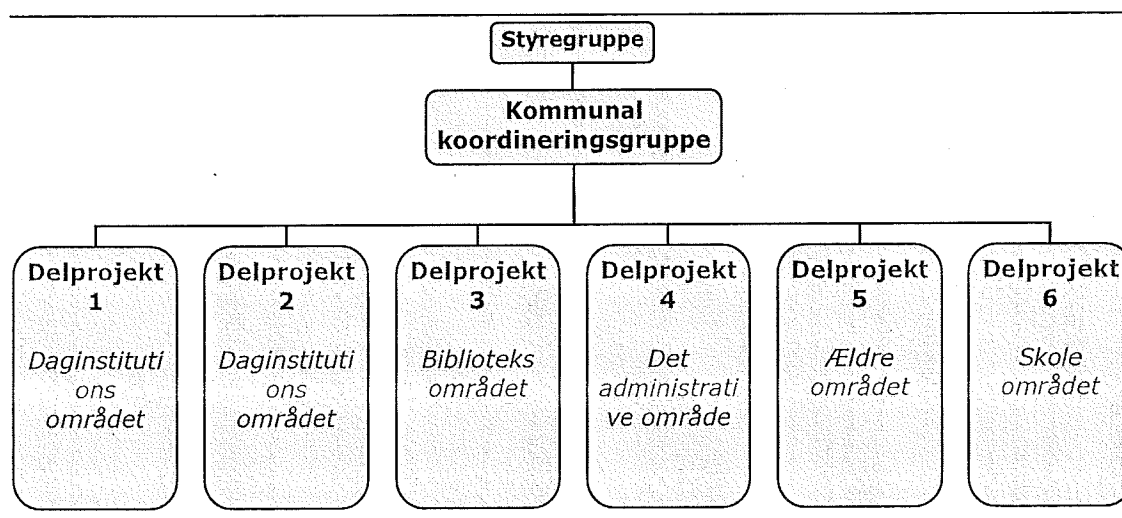 Styregruppe
Kommunal
koordineringsgruppe
Delprojekt
1
Daginstituti
ons
området
Delprojekt
2
Daginstituti
ons
området
Delprojekt
3
Biblioteks
området
Delprojekt
4
Det
administrati
ve område
Delprojekt
5
Ældre
området
Delprojekt
6
Skole
området